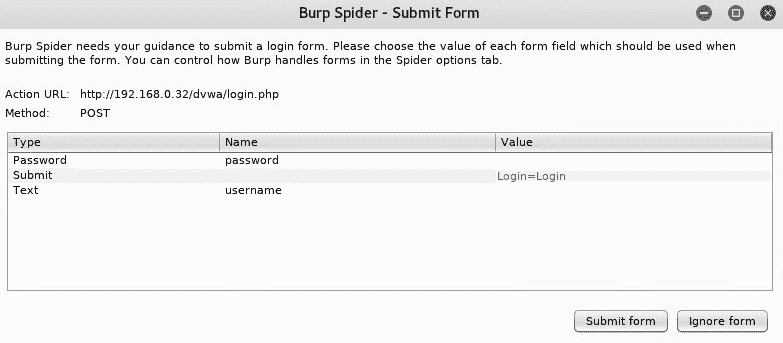 Burp Spider - Submit Form
Burp Spider needs your guidance to submit a login form. Please choose the value of each form field which should be used when
submitting the form. You can control how Burp handles forms in the Spider options tab.
Action URL: http://192.168.0.32/dvwa/login.php
Method: POST
Type Name Value
Password password
Submit Login=Login
Text username
Submit form Ignore form